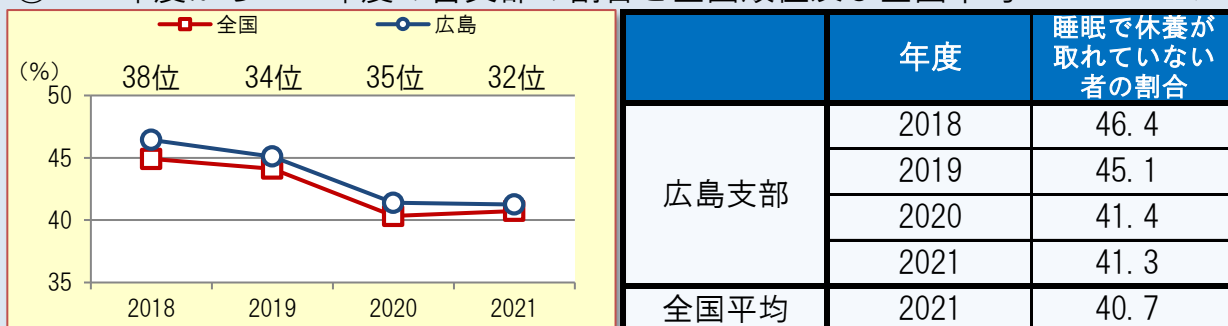 全国 広島
(%) 38位 34位 35位 32位
50
45
40
35
2018 2019 2020 2021
年度 睡眠で休養が
取れていない
者の割合
広島支部 2018 46.4
2019 45.1
2020 41.4
2021 41.3
全国平均 2021 40.7